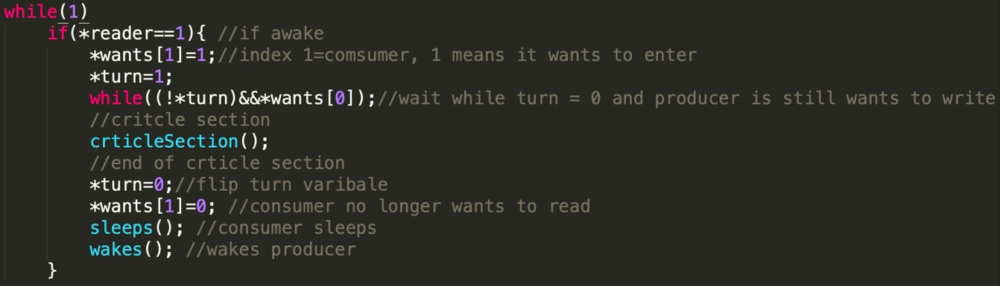 while(1)
if(*reader==1){ //if awake
*wants[1]=1;//index 1=comsumer, 1 means it wants to enter
*turn=1;
while((!*turn)&&*wants[0]);//wait while turn = 0 and producer is still wants to write
//critcle section
crticleSection();
//end of crticle section
*turn=0;//flip turn varibale
*wants[1]=0; //consumer no longer wants to read
sleeps(); //consumer sleeps
wakes(); //wakes producer
}